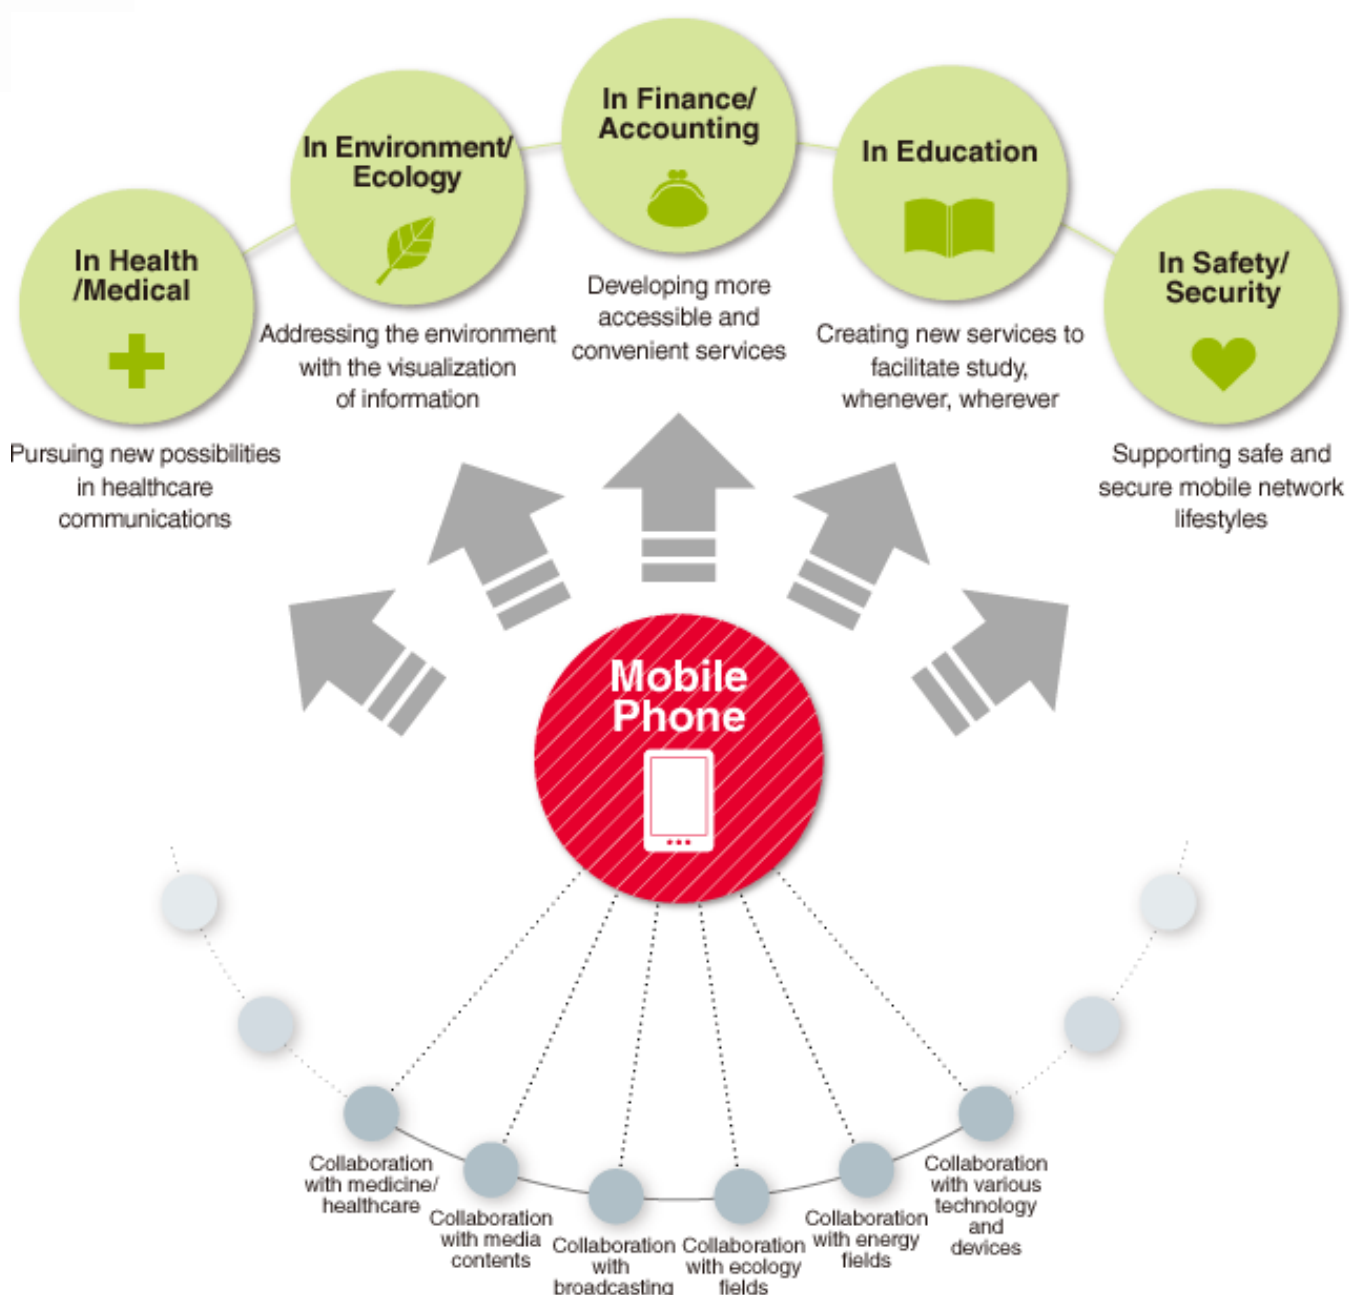 In Health
/Medical
Pursuing new possibilities
in healthcare
communications
In Environment/
Ecology
Addressing the environment
with the visualization
of information
In Finance/
Accounting
Developing more
accessible and
convenient services
In Education
Creating new services to
facilitate study,
whenever, wherever
In Safety/
Security
Supporting safe and
secure mobile network
lifestyles
Mobile
Phone
Collaboration
with medicine/
healthcare
Collaboration
with media
contents
Collaboration
with
broadcasting
Collaboration
with ecology
fields
Collaboration
with energy
fields
Collaboration
with various
technology
and
devices